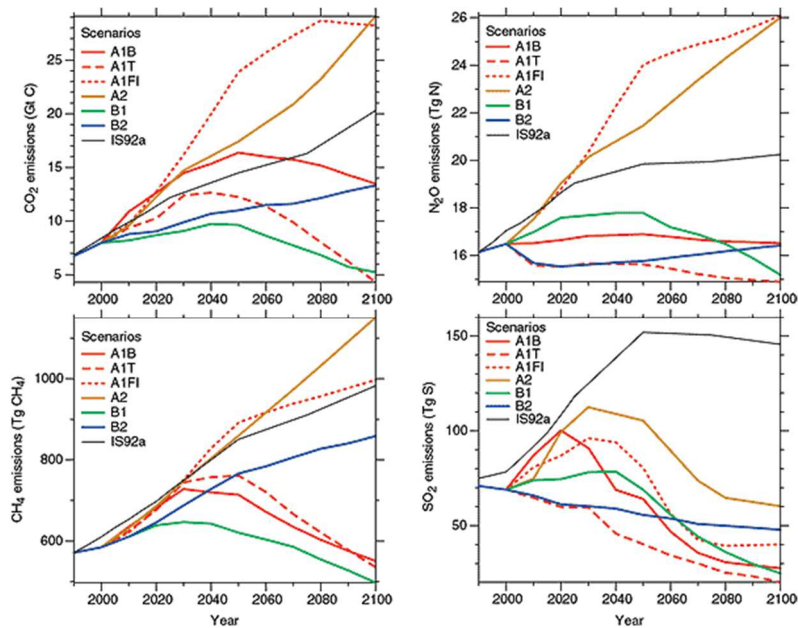 CO2 emissions (Gt C)
Scenarios
A1B
A1T
A1FI
A2
B1
B2
IS92a
25
20
15
10
5
2000
2020
2040
2060
2080
2100
N2O emissions (Tg N)
26
24
22
20
18
16
Scenarios
A1B
A1T
A1FI
A2
B1
B2
IS92a
2000
2020
2040
2060
2080
2100
CH4 emissions (Tg CH4)
Scenarios
A1B
A1T
A1FI
A2
B1
B2
IS92a
1000
800
600
2000
2020
2040
2060
2080
2100
Year
SO2 emissions (Tg S)
150
100
50
Scenarios
A1B
A1T
A1FI
A2
B1
B2
IS92a
2000
2020
2040
2060
2080
2100
Year